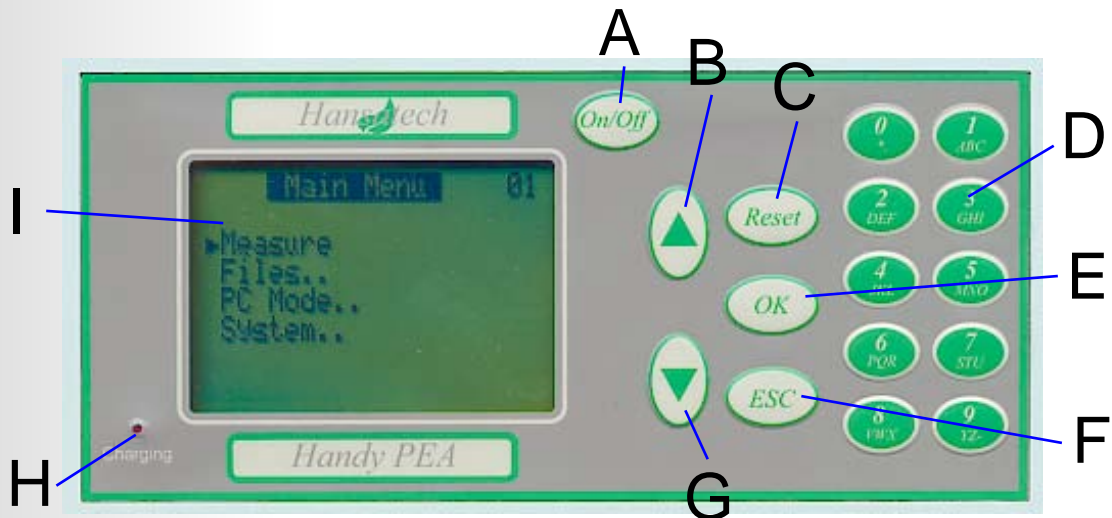 A
B
C
D
E
F
G
H
I
Hansatech
On/Off
Main Menu 01
Measure
Files..
PC Mode..
System..
Reset
OK
ESC
0
*
1
ABC
2
DEF
3
GHI
4
JKL
5
MNO
6
PQR
7
STU
8
VWX
9
YZ-
Charging
Handy PEA